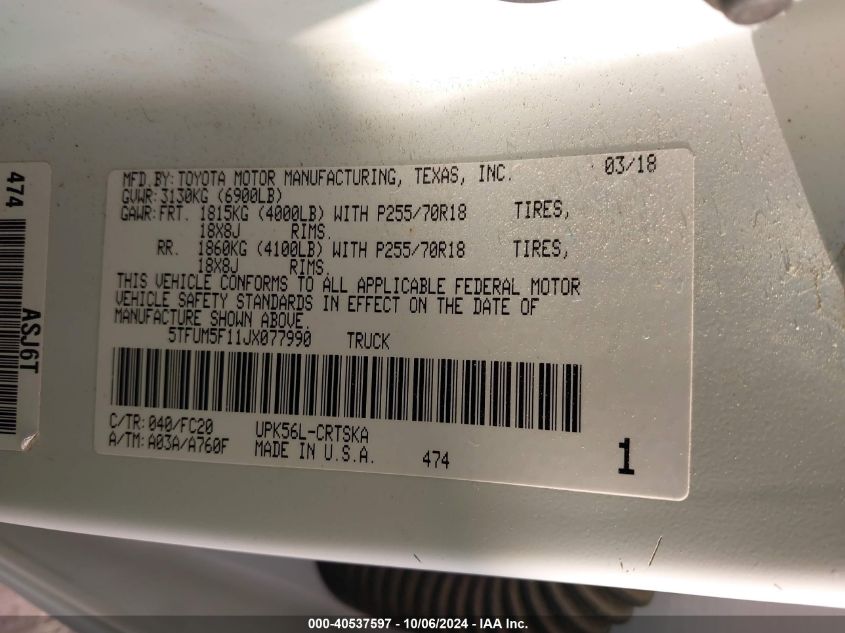 474
ASJ6T
MFD.BY:TOYOTA MOTOR MANUFACTURING, TEXAS, INC. 03/18
GVWR:3130KG (6900LB)
GAWR:FRT. 1815KG (4000LB) WITH P255/70R18 TIRES,
18X8J RIMS.
RR. 1860KG (4100LB) WITH P255/70R18 TIRES,
18X8J RIMS.
THIS VEHICLE CONFORMS TO ALL APPLICABLE FEDERAL MOTOR
VEHICLE SAFETY STANDARDS IN EFFECT ON THE DATE OF
MANUFACTURE SHOWN ABOVE.
5TFUM5F11JX077990 TRUCK
C/TR:040/FC20 UPK56L-CRTSKA
A/TM:A03A/A760F MADE IN U.S.A. 474 1
000-40537597 - 10/06/2024 - IAA Inc.